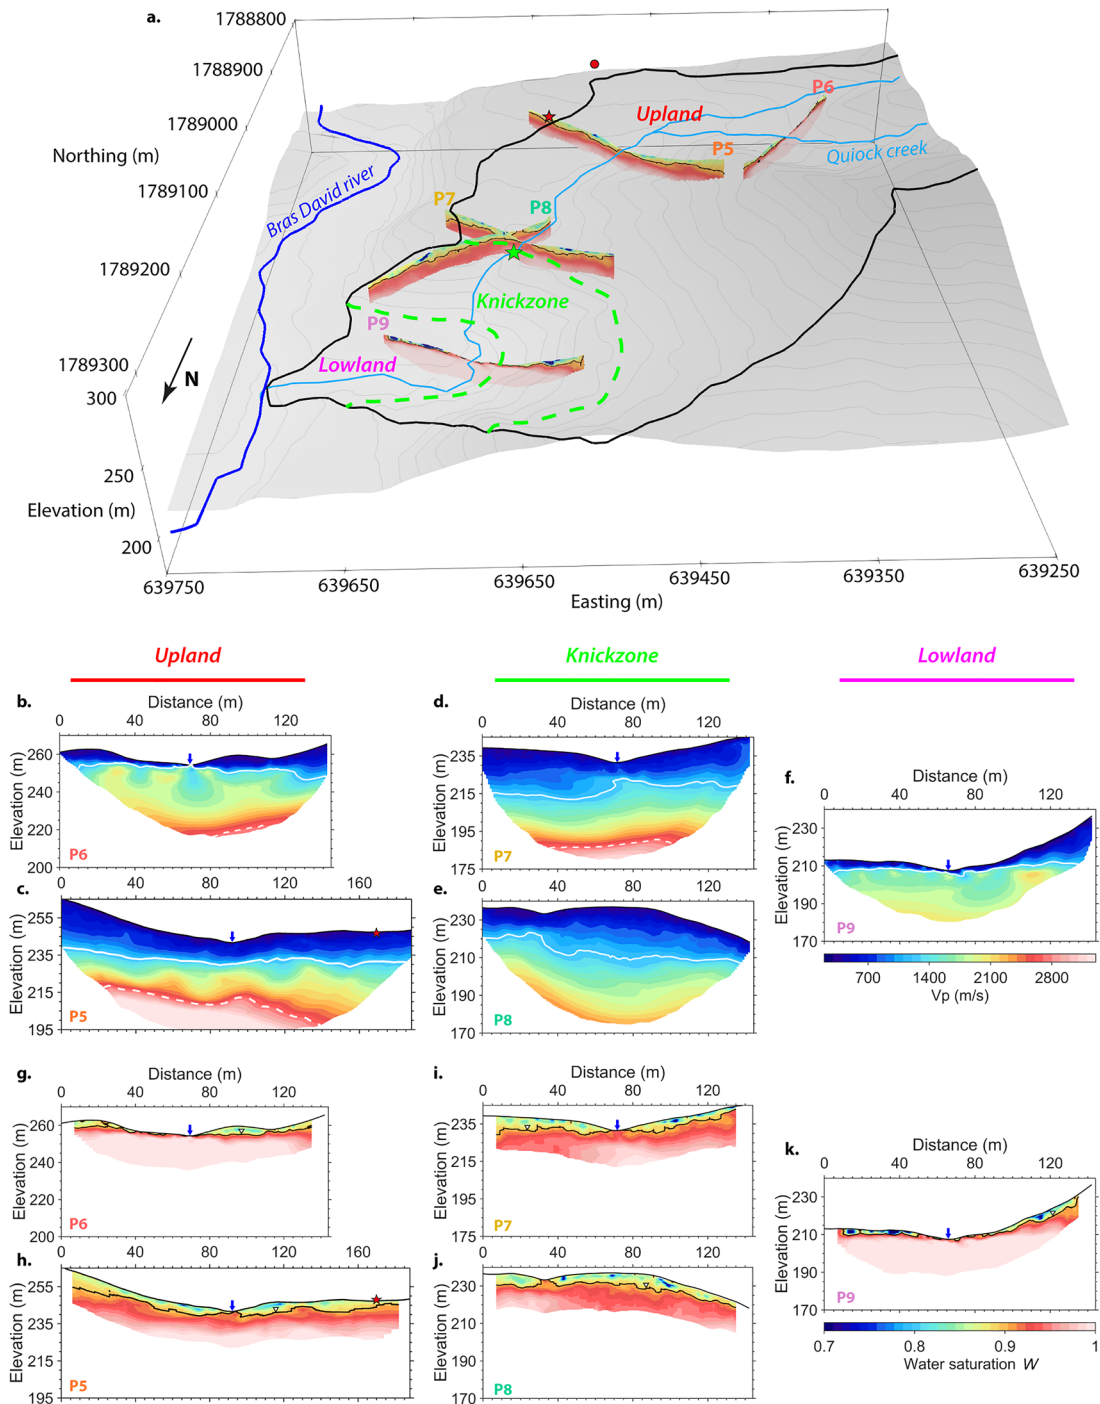 a.
1788800
1788900
1789000
Northing (m)
1789100
1789200
1789300
300
250
Elevation (m)
200
N
Bras David river
Upland
P6
P5
Quiock creek
P7
P8
Knickzone
P9
Lowland
639750
639650
639650
639450
639350
639250
Easting (m)
Upland
Knickzone
Lowland
b.
Distance (m)
0 40 80 120
Elevation (m)
260
240
220
200
P6
c.
0 40 80 120 160
Elevation (m)
255
235
215
195
P5
d.
Distance (m)
0 40 80 120
Elevation (m)
235
215
195
175
P7
e.
0 40 80 120
Elevation (m)
230
210
190
170
P8
f.
Distance (m)
0 40 80 120
Elevation (m)
230
210
190
170
P9
700 1400 2100 2800
Vp (m/s)
g.
Distance (m)
0 40 80 120
Elevation (m)
260
240
220
200
P6
h.
0 40 80 120 160
Elevation (m)
255
235
215
195
P5
i.
Distance (m)
0 40 80 120
Elevation (m)
235
215
195
175
P7
j.
0 40 80 120
Elevation (m)
230
210
190
170
P8
k.
Distance (m)
0 40 80 120
Elevation (m)
230
210
190
170
P9
0.7 0.8 0.9 1
Water saturation W